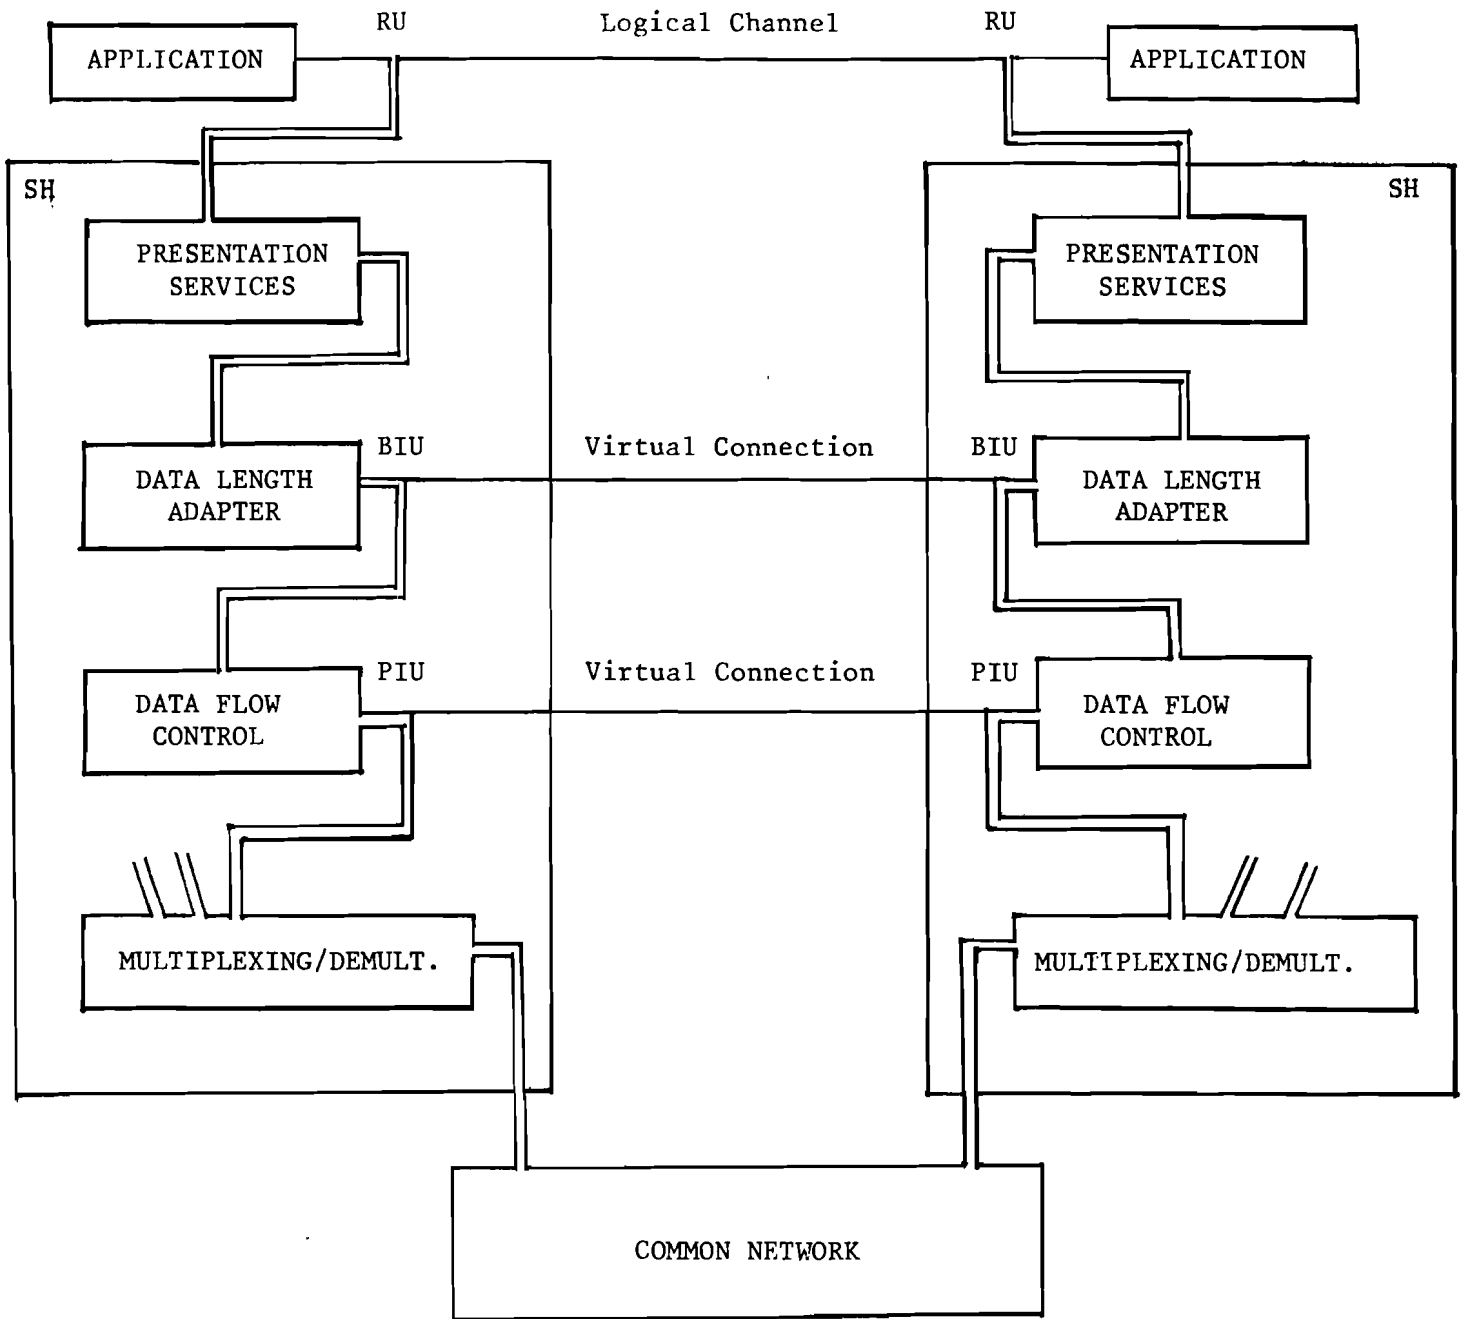 RU Logical Channel RU
APPLICATION APPLICATION
SH SH
PRESENTATION SERVICES
PRESENTATION SERVICES
BIU Virtual Connection BIU
DATA LENGTH ADAPTER
DATA LENGTH ADAPTER
PIU Virtual Connection PIU
DATA FLOW CONTROL
DATA FLOW CONTROL
MULTIPLEXING/DEMULT. MULTIPLEXING/DEMULT.
COMMON NETWORK